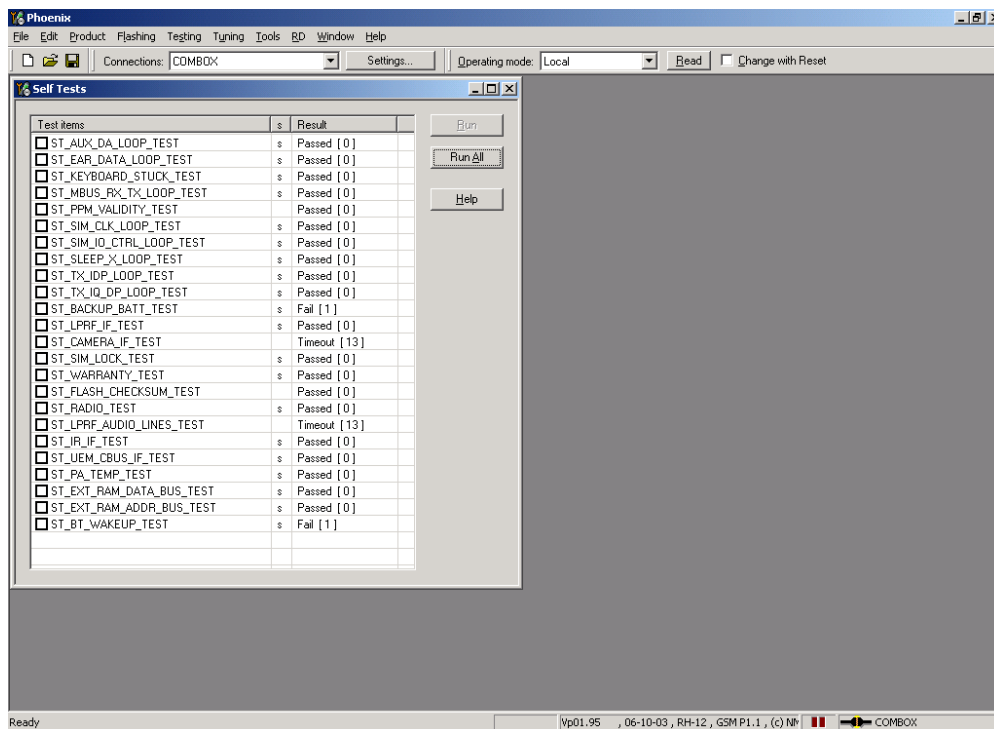 Phoenix
File Edit Product Flashing Testing Tuning Tools RD Window Help
Connections: COMBOX Settings... Operating mode: Local Read Change with Reset
Self Tests
Test items s Result
ST_AUX_DA_LOOP_TEST s Passed [ 0 ]
ST_EAR_DATA_LOOP_TEST s Passed [ 0 ]
ST_KEYBOARD_STUCK_TEST s Passed [ 0 ]
ST_MBUS_RX_TX_LOOP_TEST s Passed [ 0 ]
ST_PPM_VALIDITY_TEST Passed [ 0 ]
ST_SIM_CLK_LOOP_TEST s Passed [ 0 ]
ST_SIM_IO_CTRL_LOOP_TEST s Passed [ 0 ]
ST_SLEEP_X_LOOP_TEST s Passed [ 0 ]
ST_TX_IDP_LOOP_TEST s Passed [ 0 ]
ST_TX_IQ_DP_LOOP_TEST s Passed [ 0 ]
ST_BACKUP_BATT_TEST s Fail [ 1 ]
ST_LPRF_IF_TEST s Passed [ 0 ]
ST_CAMERA_IF_TEST Timeout [ 13 ]
ST_SIM_LOCK_TEST s Passed [ 0 ]
ST_WARRANTY_TEST s Passed [ 0 ]
ST_FLASH_CHECKSUM_TEST Passed [ 0 ]
ST_RADIO_TEST s Passed [ 0 ]
ST_LPRF_AUDIO_LINES_TEST Timeout [ 13 ]
ST_IR_IF_TEST s Passed [ 0 ]
ST_UEM_CBUS_IF_TEST s Passed [ 0 ]
ST_PA_TEMP_TEST s Passed [ 0 ]
ST_EXT_RAM_DATA_BUS_TEST s Passed [ 0 ]
ST_EXT_RAM_ADDR_BUS_TEST s Passed [ 0 ]
ST_BT_WAKEUP_TEST s Fail [ 1 ]
Run
Run All
Help
Ready Vp01.95 , 06-10-03 , RH-12 , GSM P1.1 , (c) NM COMBOX